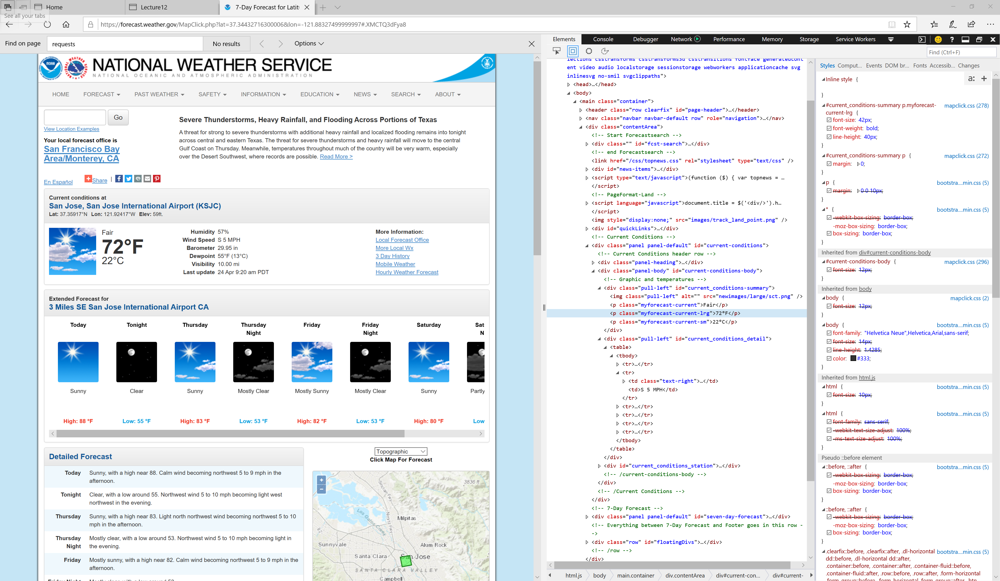 Home
Lecture12
7-Day Forecast for Latit
See all your tabs
https://forecast.weather.gov/MapClick.php?lat=37.34432716300006&lon=-121.88327499999997#.XMCTQ3dFya8
Find on page
requests
No results
Options
NATIONAL WEATHER SERVICE
NATIONAL OCEANIC AND ATMOSPHERIC ADMINISTRATION
HOME FORECAST PAST WEATHER SAFETY INFORMATION EDUCATION NEWS SEARCH ABOUT
Go
View Location Examples
Your local forecast office is
San Francisco Bay
Area/Monterey, CA
Severe Thunderstorms, Heavy Rainfall, and Flooding Across Portions of Texas
A threat for strong to severe thunderstorms with additional heavy rainfall and localized flooding remains into tonight
across central and eastern Texas. The threat for severe thunderstorms and heavy rainfall will move to the central
Gulf Coast on Thursday. Meanwhile, temperatures throughout much of the country will be very warm, especially
over the Desert Southwest, where records are possible. Read More >
En Español
Share |
Current conditions at
San Jose, San Jose International Airport (KSJC)
Lat: 37.35917°N Lon: 121.92417°W Elev: 59ft.
Fair
72°F
22°C
Humidity 57%
Wind Speed S 5 MPH
Barometer 29.95 in
Dewpoint 55°F (13°C)
Visibility 10.00 mi
Last update 24 Apr 9:20 am PDT
More Information:
Local Forecast Office
More Local Wx
3 Day History
Mobile Weather
Hourly Weather Forecast
Extended Forecast for
3 Miles SE San Jose International Airport CA
Today Tonight Thursday Thursday Friday Friday Saturday Sat
Night Night N
Sunny Clear Sunny Mostly Clear Mostly Sunny Mostly Clear Sunny Partly
High: 88 °F Low: 55 °F High: 83 °F Low: 53 °F High: 82 °F Low: 53 °F High: 80 °F Low
Detailed Forecast
Today Sunny, with a high near 88. Calm wind becoming northwest 5 to 9 mph in the
afternoon.
Tonight Clear, with a low around 55. Northwest wind 5 to 10 mph becoming light west
northwest in the evening.
Thursday Sunny, with a high near 83. Light north northwest wind becoming northwest 5 to 10
mph in the afternoon.
Thursday Mostly clear, with a low around 53. Northwest wind 5 to 10 mph becoming light in
Night the evening.
Friday Mostly sunny, with a high near 82. Calm wind becoming northwest 5 to 9 mph in the
afternoon.
Topographic
Click Map For Forecast
+
−
3836 ft
Sinclair Fwy
Nimitz Fwy
Los Gatos Creek
Milpitas
82
Sunnyvale
Alum Rock
Santa Clara
San Jose
SANTA CLARA VALLEY
Campbell
Elements Console Debugger Network Performance Memory Storage Service Workers
?
Find (Ctrl+F)
lections csstransforms csstransforms3d csstransitions fontface generatedcont
ent video audio localstorage sessionstorage webworkers applicationcache svg
inlinesvg no-smil svgclippaths">
<head>…</head>
<body>
<main class="container">
<header class="row clearfix" id="page-header">…</header>
<nav class="navbar navbar-default row" role="navigation">…</nav>
<div class="contentArea">
<!-- Start Forecastsearch -->
<div class="" id="fcst-search">…</div>
<!-- end Forecastsearch -->
<link href="/css/topnews.css" rel="stylesheet" type="text/css" />
<div id="news-items">…</div>
<script type="text/javascript">(function ($) { var topnews = …
</script>
<!-- PageFormat-Land -->
<script language="javascript">document.title = $('<div/>').h…
</script>
<img style="display:none;" src="images/track_land_point.png" />
<div id="quickLinks">…</div>
<!-- Current Conditions -->
<div class="panel panel-default" id="current-conditions">
<!-- Current Conditions header row -->
<div class="panel-heading">…</div>
<div class="panel-body" id="current-conditions-body">
<!-- Graphic and temperatures -->
<div class="pull-left" id="current_conditions-summary">
<img class="pull-left" alt="" src="newimages/large/sct.png" />
<p class="myforecast-current">Fair</p>
<p class="myforecast-current-lrg">72°F</p>
<p class="myforecast-current-sm">22°C</p>
</div>
<div class="pull-left" id="current_conditions_detail">
<table>
<tbody>
<tr>…</tr>
<tr>
<td class="text-right">…</td>
<td>S 5 MPH</td>
</tr>
<tr>…</tr>
<tr>…</tr>
<tr>…</tr>
<tr>…</tr>
</tbody>
</table>
</div>
<div id="current_conditions_station">…</div>
<!-- /current-conditions-body -->
</div>
<!-- /Current Conditions -->
</div>
<!-- 7-Day Forecast -->
<div class="panel panel-default" id="seven-day-forecast">…</div>
<!-- Everything between 7-Day Forecast and Footer goes in this row -
->
<div class="row" id="floatingDivs">…</div>
<!-- /row -->
</div>
html.js body main.container div.contentArea div#current-con... div#current-
Styles Comput... Events DOM br... Fonts Accessib... Changes
a: +
Inline style {
}
#current_conditions-summary p.myforecast- mapclick.css (278)
current-lrg {
font-size: 42px;
font-weight: bold;
line-height: 40px;
}
#current_conditions-summary p { mapclick.css (272)
margin: 0;
}
p { bootstra....min.css (5)
margin: 0 0 10px;
}
* { bootstra....min.css (5)
-webkit-box-sizing: border-box;
-moz-box-sizing: border-box;
box-sizing: border-box;
}
Inherited from div#current-conditions-body
#current-conditions-body { mapclick.css (296)
font-size: 12px;
}
Inherited from body
body { mapclick.css (2)
font-size: 12px;
}
body { bootstra....min.css (5)
font-family: "Helvetica Neue",Helvetica,Arial,sans-serif;
font-size: 14px;
line-height: 1.4285;
color: #333;
}
Inherited from html.js
html { bootstra....min.css (5)
font-size: 10px;
}
html { bootstra....min.css (5)
font-family: sans-serif;
-webkit-text-size-adjust: 100%;
-ms-text-size-adjust: 100%;
}
Pseudo ::before element
::before, ::after { bootstra....min.css (5)
-webkit-box-sizing: border-box;
-moz-box-sizing: border-box;
box-sizing: border-box;
}
::before, ::after {
-webkit-box-sizing: border-box;
-moz-box-sizing: border-box;
box-sizing: border-box;
}
.clearfix::before, .clearfix::after, .dl-horizontal bootstra....min.css (5)
dd::before, .dl-horizontal dd::after,
.container::before, .container::after, .container-fluid::before,
.container-fluid::after, .row::before, .row::after, .form-horizontal